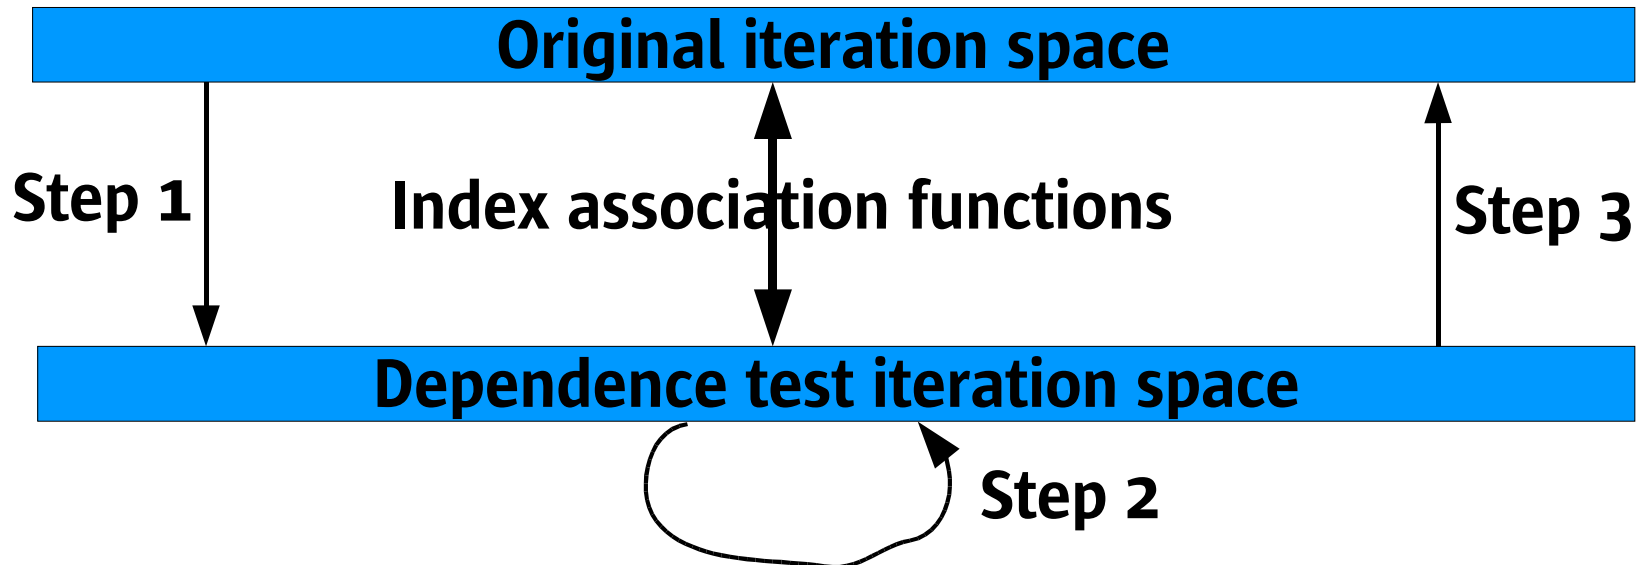 Original iteration space
Step 1
Index association functions
Step 3
Dependence test iteration space
Step 2